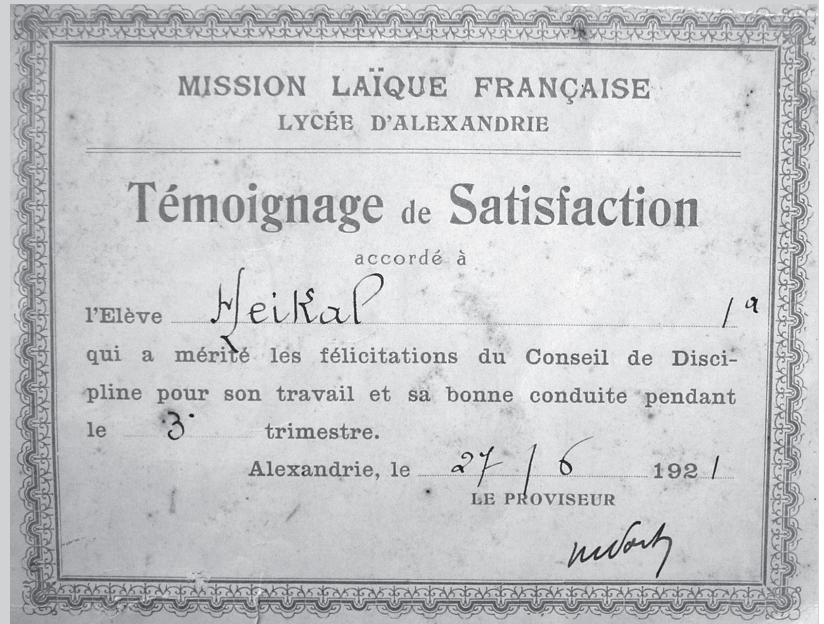 MISSION LAÏQUE FRANÇAISE
LYCÉE D'ALEXANDRIE
Témoignage de Satisfaction
accordé à
l'Elève Heikal 1a
qui a mérité les félicitations du Conseil de Disci-
pline pour son travail et sa bonne conduite pendant
le 3. trimestre.
Alexandrie, le 27/6 1921
LE PROVISEUR